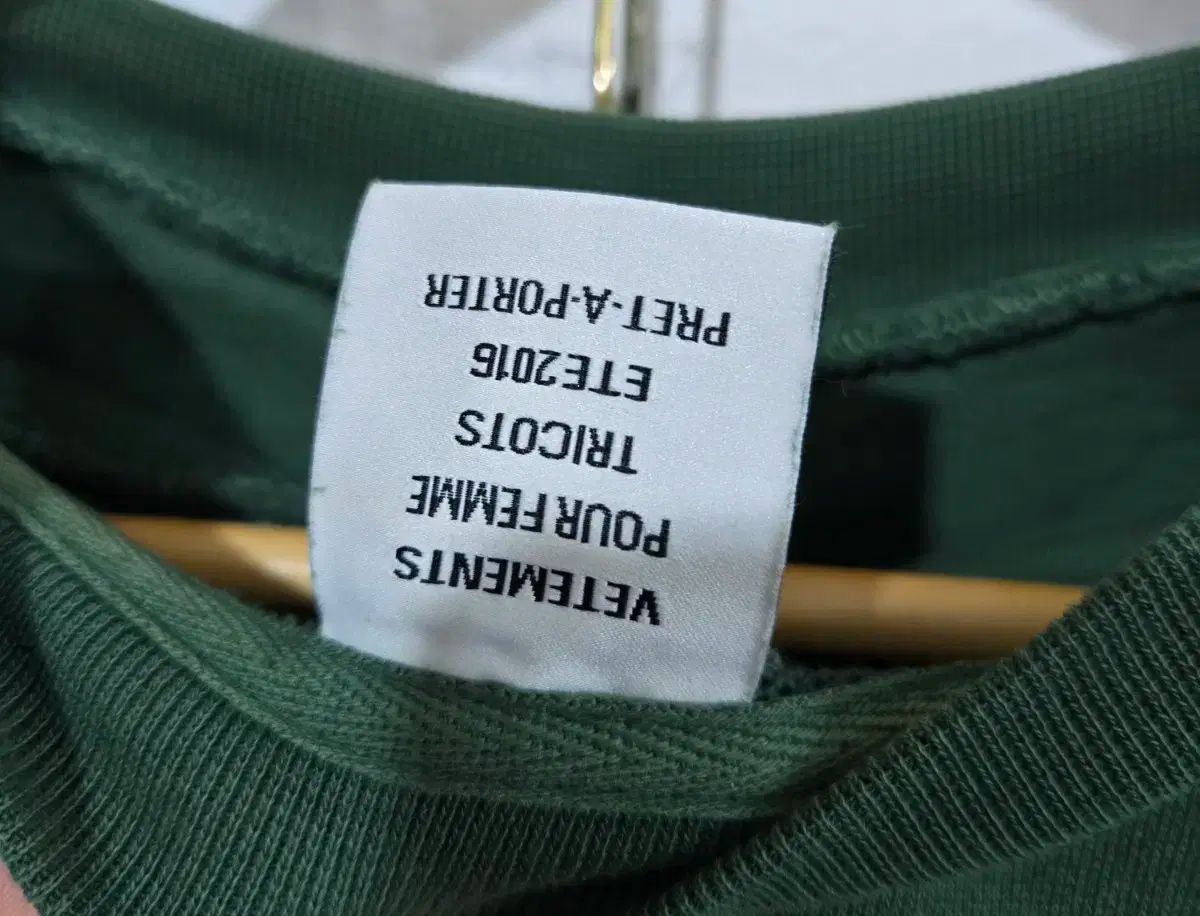 VETEMENTS
POUR FEMME
TRICOTS
ETE2016
PRET-A-PORTER